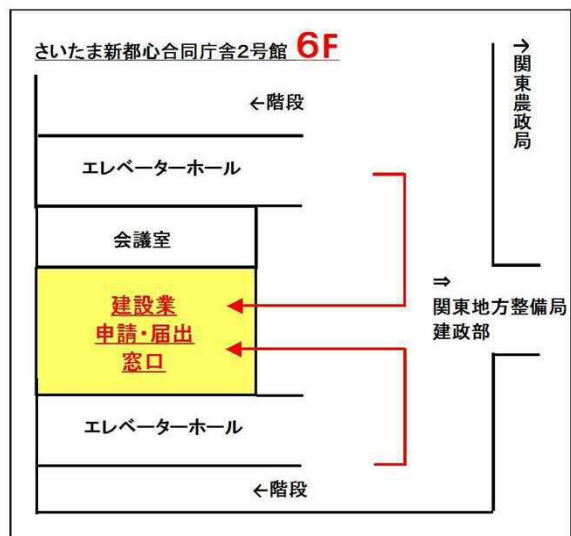 さいたま新都心合同庁舎2号館 6F
→関東農政局
←階段
エレベーターホール
会議室
建設業
申請・届出
窓口
⇒
関東地方整備局
建政部
エレベーターホール
←階段